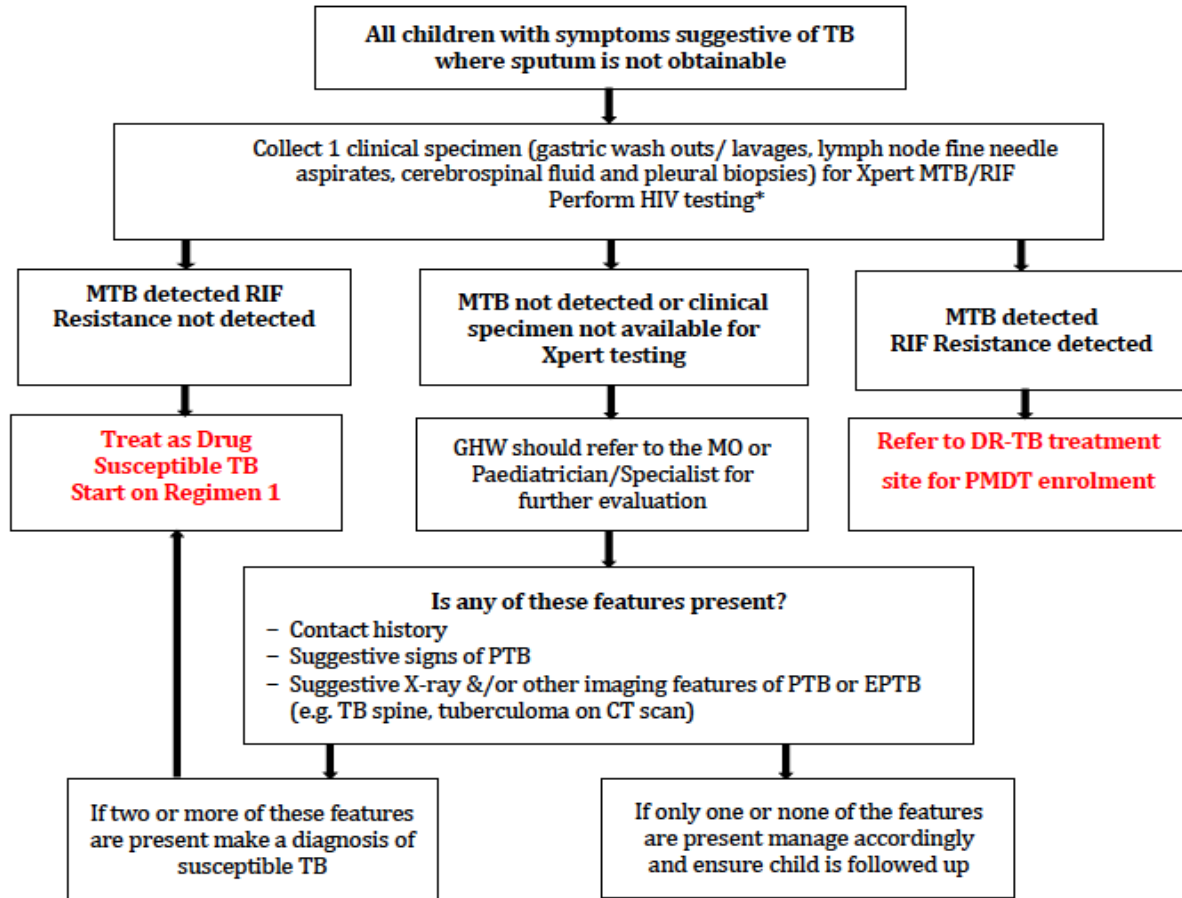 All children with symptoms suggestive of TB
where sputum is not obtainable
Collect 1 clinical specimen (gastric wash outs/ lavages, lymph node fine needle
aspirates, cerebrospinal fluid and pleural biopsies) for Xpert MTB/RIF
Perform HIV testing*
MTB detected RIF
Resistance not detected
MTB not detected or clinical
specimen not available for
Xpert testing
MTB detected
RIF Resistance detected
Treat as Drug
Susceptible TB
Start on Regimen 1
GHW should refer to the MO or
Paediatrician/Specialist for
further evaluation
Refer to DR-TB treatment
site for PMDT enrolment
Is any of these features present?
− Contact history
− Suggestive signs of PTB
− Suggestive X-ray &/or other imaging features of PTB or EPTB
(e.g. TB spine, tuberculoma on CT scan)
If two or more of these features
are present make a diagnosis of
susceptible TB
If only one or none of the features
are present manage accordingly
and ensure child is followed up